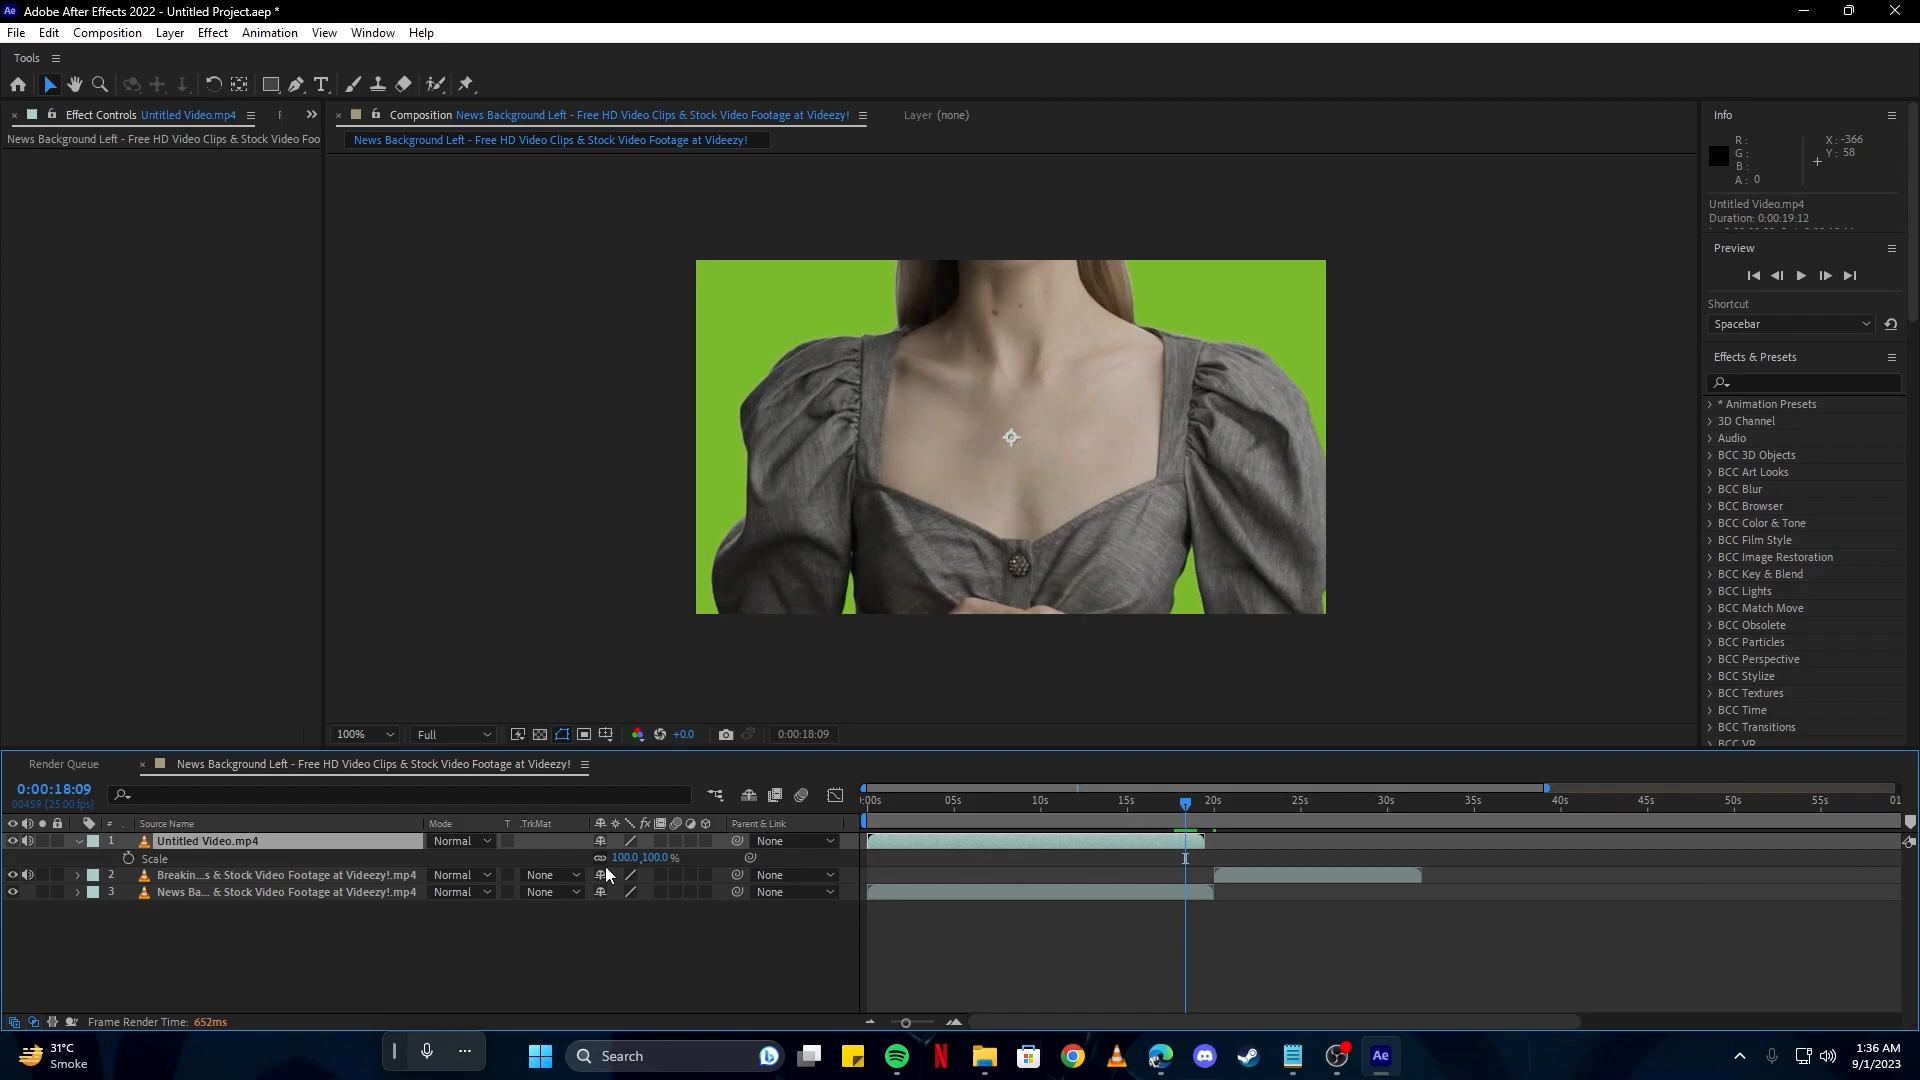 Ae Adobe After Effects 2022 - Untitled Project.aep *
File Edit Composition Layer Effect Animation View Window Help
Tools
Effect Controls Untitled Video.mp4
Composition News Background Left - Free HD Video Clips & Stock Video Footage at Videezy!
Layer (none)
News Background Left - Free HD Video Clips & Stock Video Foo
News Background Left - Free HD Video Clips & Stock Video Footage at Videezy!
Info
R:
G:
B:
A: 0
X: -366
Y: 58
Untitled Video.mp4
Duration: 0:00:19:12
Preview
Shortcut
Spacebar
Effects & Presets
* Animation Presets
3D Channel
Audio
BCC 3D Objects
BCC Art Looks
BCC Blur
BCC Browser
BCC Color & Tone
BCC Film Style
BCC Image Restoration
BCC Key & Blend
BCC Lights
BCC Match Move
BCC Obsolete
BCC Particles
BCC Perspective
BCC Stylize
BCC Textures
BCC Time
BCC Transitions
BCC VR
100% Full +0.0 0:00:18:09
Render Queue
News Background Left - Free HD Video Clips & Stock Video Footage at Videezy!
0:00:18:09
00459 (25.00 fps)
:00s 05s 10s 15s 20s 25s 30s 35s 40s 45s 50s 55s 01
# Source Name Mode T .TrkMat fx Parent & Link
1 Untitled Video.mp4 Normal None
Scale 100.0,100.0 %
2 Breakin...s & Stock Video Footage at Videezy!.mp4 Normal None None
3 News Ba... & Stock Video Footage at Videezy!.mp4 Normal None None
Frame Render Time: 652ms
31°C
Smoke
Search
N
Ae
1:36 AM
9/1/2023